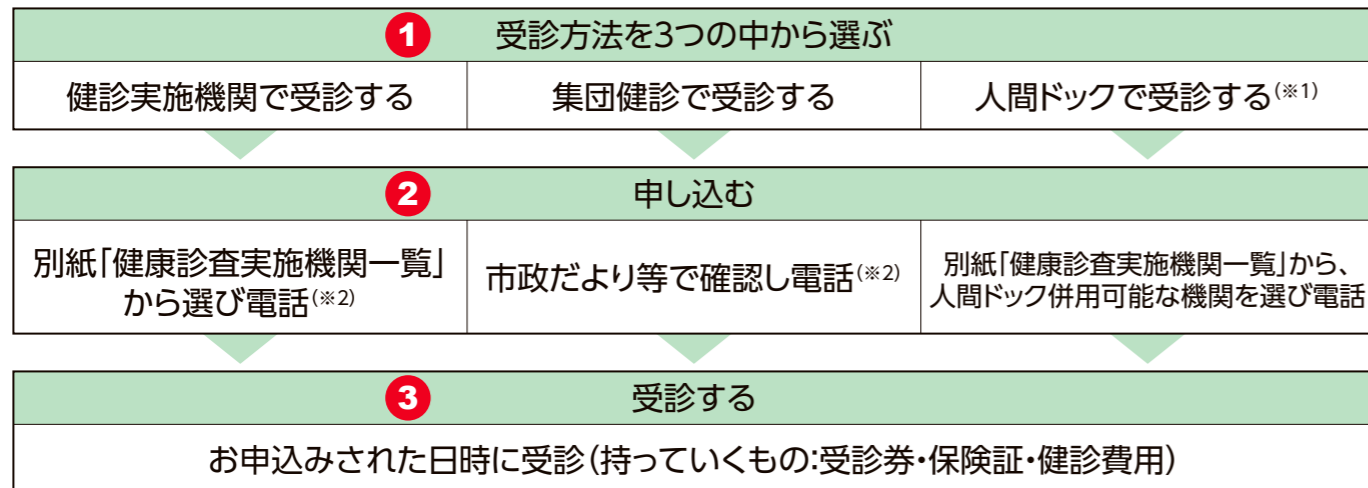 1 受診方法を3つの中から選ぶ
健診実施機関で受診する
集団健診で受診する
人間ドックで受診する(※1)
2 申し込む
別紙「健康診査実施機関一覧」
から選び電話(※2)
市政だより等で確認し電話(※2)
別紙「健康診査実施機関一覧」から、
人間ドック併用可能な機関を選び電話
3 受診する
お申込みされた日時に受診(持っていくもの:受診券・保険証・健診費用)